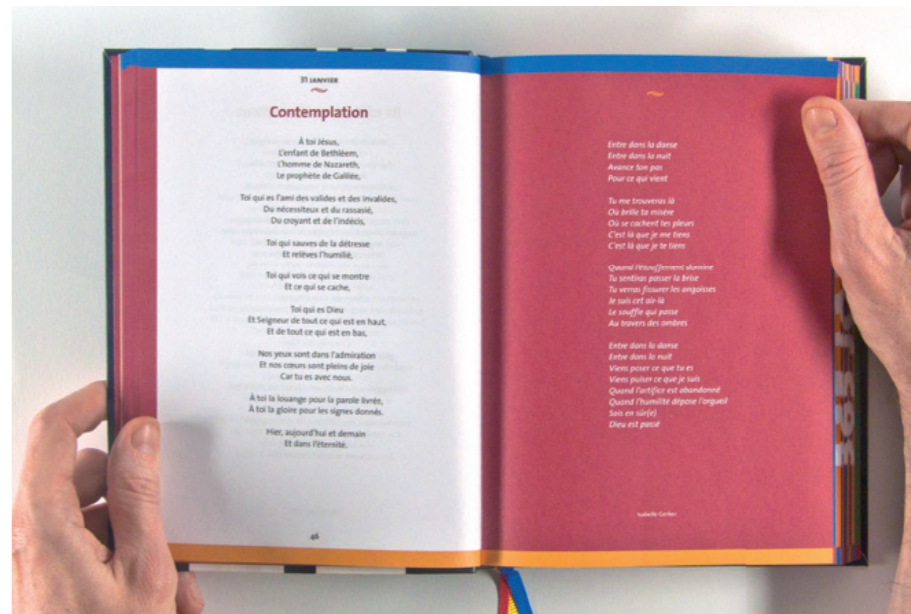 31 JANVIER
Contemplation
À toi Jésus,
L'enfant de Bethléem,
L'homme de Nazareth,
Le prophète de Galilée,
Toi qui es l'ami des valides et des invalides,
Du nécessiteux et du rassasié,
Du croyant et de l'indécis,
Toi qui sauves de la détresse
Et relèves l'humilié,
Toi qui vois ce qui se montre
Et ce qui se cache,
Toi qui es Dieu
Et Seigneur de tout ce qui est en haut,
Et de tout ce qui est en bas,
Nos yeux sont dans l'admiration
Et nos cœurs sont pleins de joie
Car tu es avec nous.
À toi la louange pour la parole livrée,
À toi la gloire pour les signes donnés.
Hier, aujourd'hui et demain
Et dans l'éternité.
46
Entre dans la danse
Entre dans la nuit
Avance ton pas
Pour ce qui vient
Tu me trouveras là
Où brille ta misère
Où se cachent tes pleurs
C'est là que je me tiens
C'est là que je te tiens
Quand l'étouffement domine
Tu sentiras passer la brise
Tu verras fissurer les angoisses
Je suis cet air-là
Le souffle qui passe
Au travers des ombres
Entre dans la danse
Entre dans la nuit
Viens poser ce que tu es
Viens puiser ce que je suis
Quand l'artifice est abandonné
Quand l'humilité dépose l'orgueil
Sois en sûr(e)
Dieu est passé
Isabelle Gerber